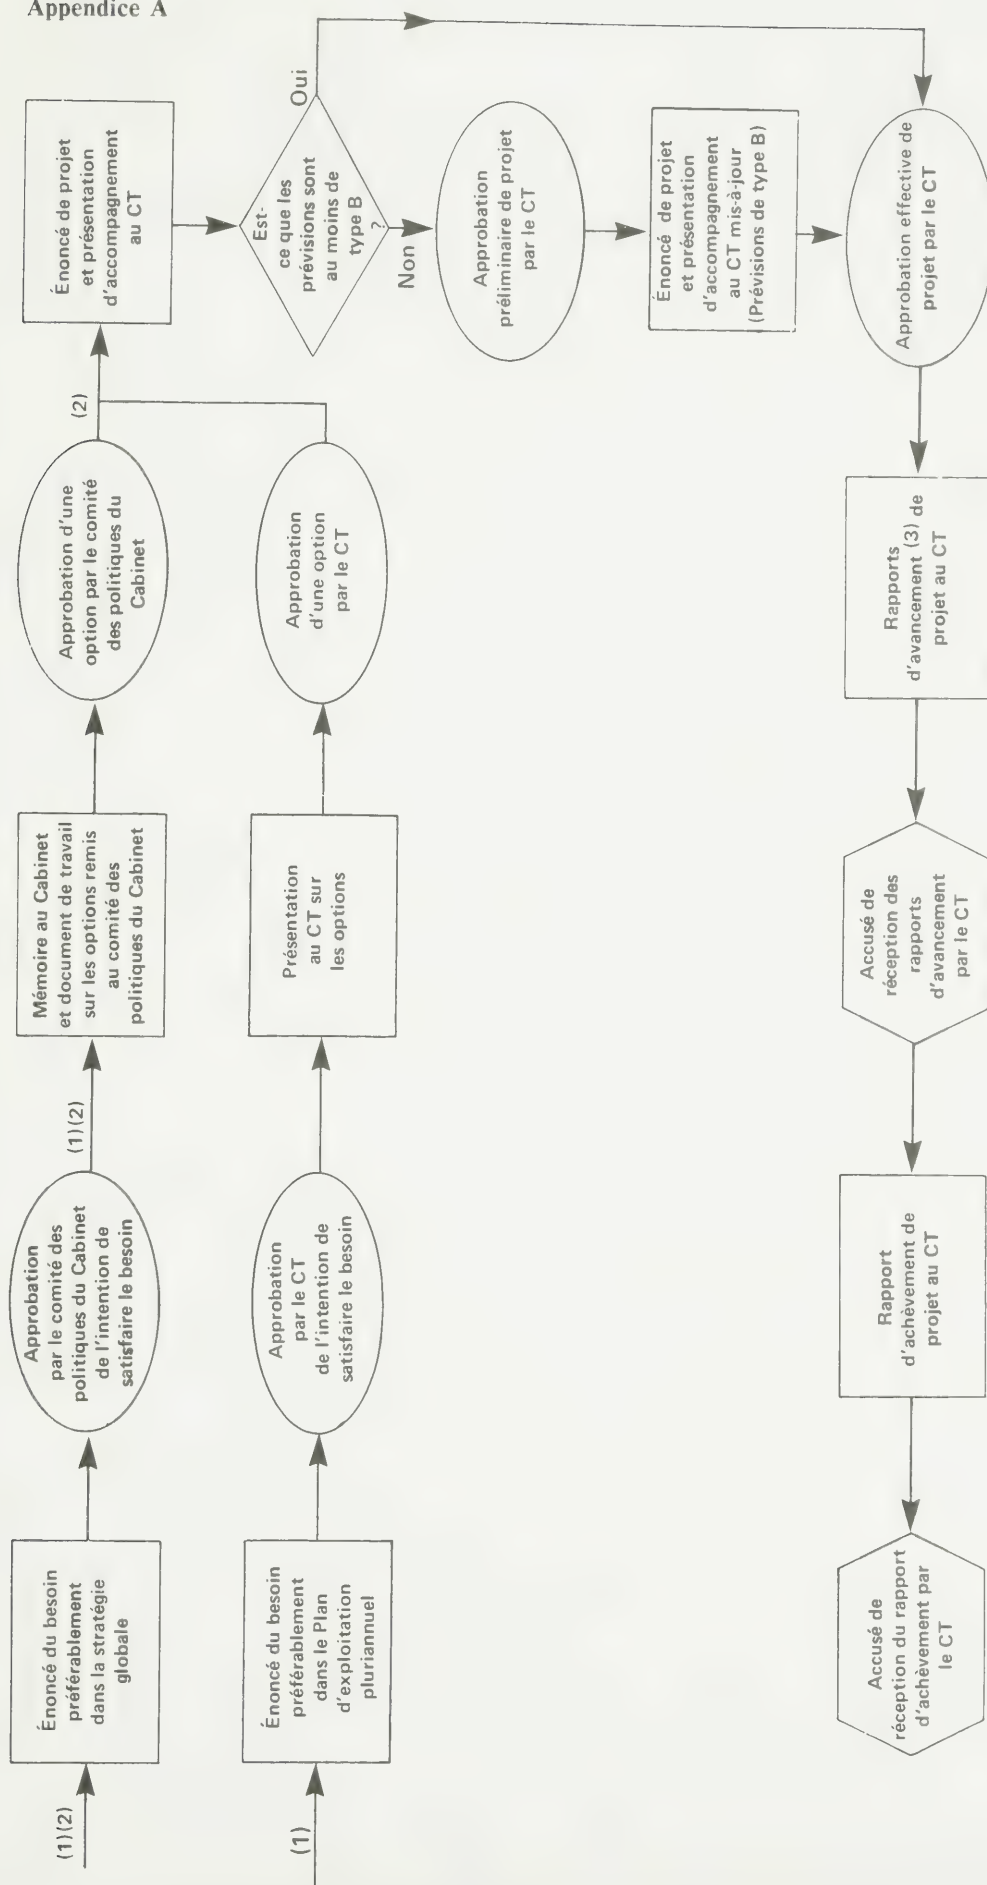 Appendice A
(1)(2)
Énoncé du besoin
préférablement
dans la stratégie
globale
Approbation
par le comité des
politiques du Cabinet
de l'intention de
satisfaire le besoin
(1)(2)
Mémoire au Cabinet
et document de travail
sur les options remis
au comité des
politiques du Cabinet
Approbation d'une
option par le comité
des politiques du
Cabinet
(2)
Énoncé de projet
et présentation
d'accompagnement
au CT
(1)
Énoncé du besoin
préférablement
dans le Plan
d'exploitation
pluriannuel
Approbation
par le CT
de l'intention de
satisfaire le besoin
Présentation
au CT sur
les options
Approbation
d'une option
par le CT
Est-
ce que les
prévisions sont
au moins de
type B
?
Oui
Non
Approbation
préliminaire de projet
par le CT
Énoncé de projet
et présentation
d'accompagnement
au CT mis-à-jour
(Prévisions de type B)
Approbation effective de
projet par le CT
Rapports
d'avancement (3) de
projet au CT
Accusé de
réception des
rapports
d'avancement
par le CT
Rapport
d'achèvement de
projet au CT
Accusé de
réception du rapport
d'achèvement par
le CT